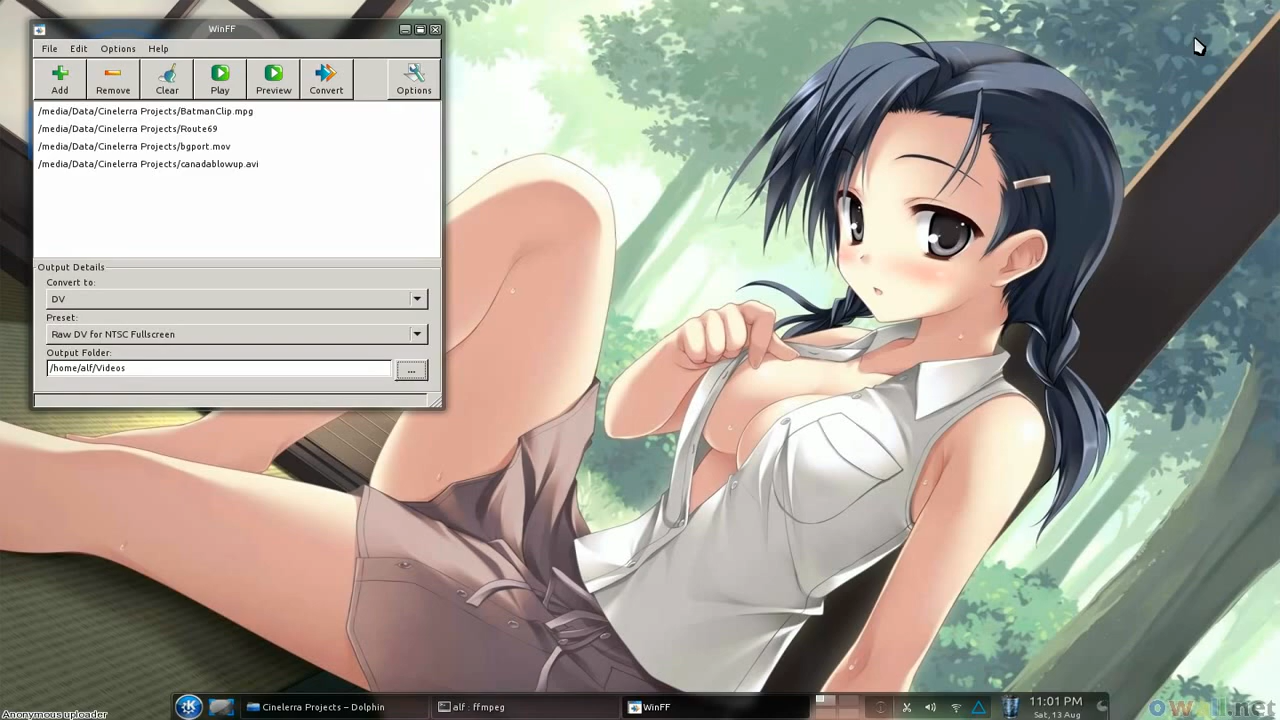 WinFF
File Edit Options Help
Add Remove Clear Play Preview Convert Options
/media/Data/Cinelerra Projects/BatmanClip.mpg
/media/Data/Cinelerra Projects/Route69
/media/Data/Cinelerra Projects/bgport.mov
/media/Data/Cinelerra Projects/canadablowup.avi
Output Details
Convert to:
DV
Preset:
Raw DV for NTSC Fullscreen
Output Folder:
/home/alf/Videos
...
Anonymous uploader
Cinelerra Projects – Dolphin
alf : ffmpeg
WinFF
11:01 PM
Sat, 13 Aug